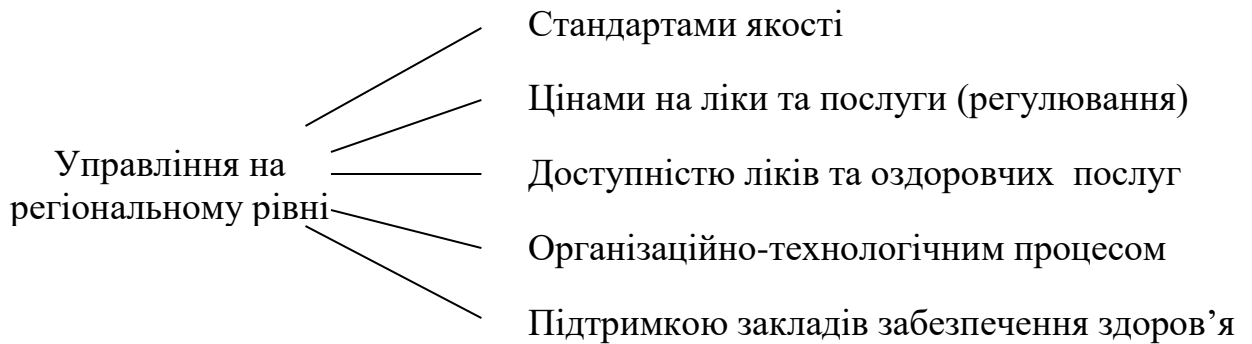 Стандартами якості
Цінами на ліки та послуги (регулювання)
Управління на
регіональному рівні
Доступністю ліків та оздоровчих послуг
Організаційно-технологічним процесом
Підтримкою закладів забезпечення здоров’я